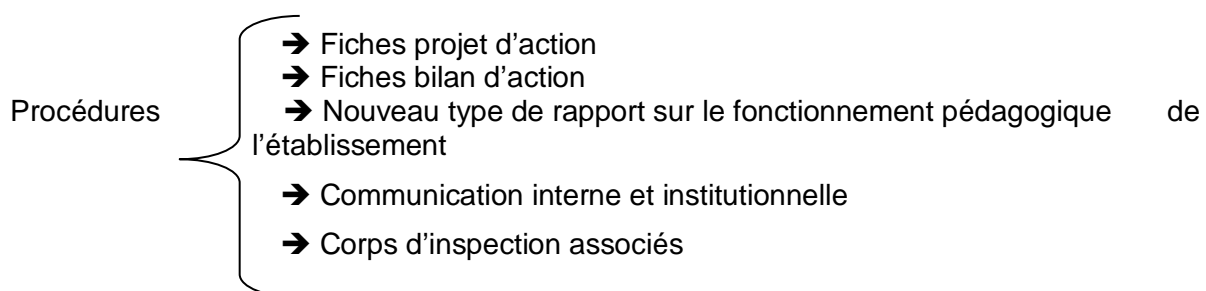 ➔ Fiches projet d’action
➔ Fiches bilan d’action
Procédures ➔ Nouveau type de rapport sur le fonctionnement pédagogique de
l’établissement
➔ Communication interne et institutionnelle
➔ Corps d’inspection associés